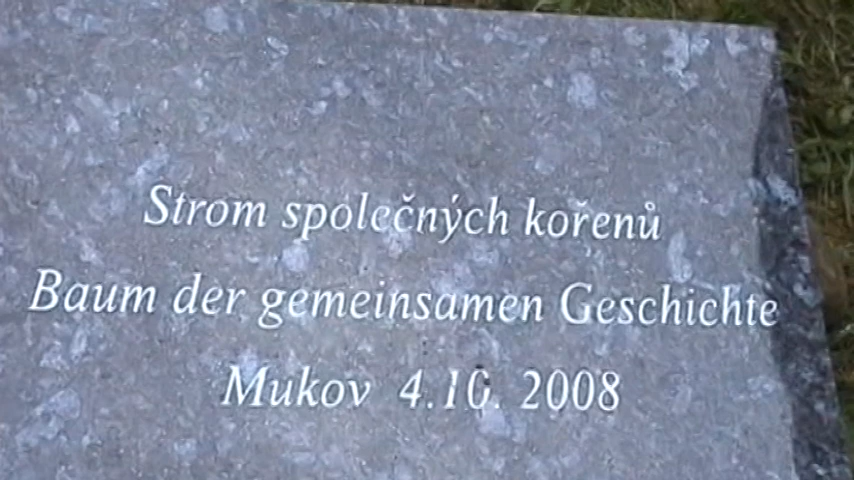 Strom společných kořenů
Baum der gemeinsamen Geschichte
Mukov 4.10. 2008